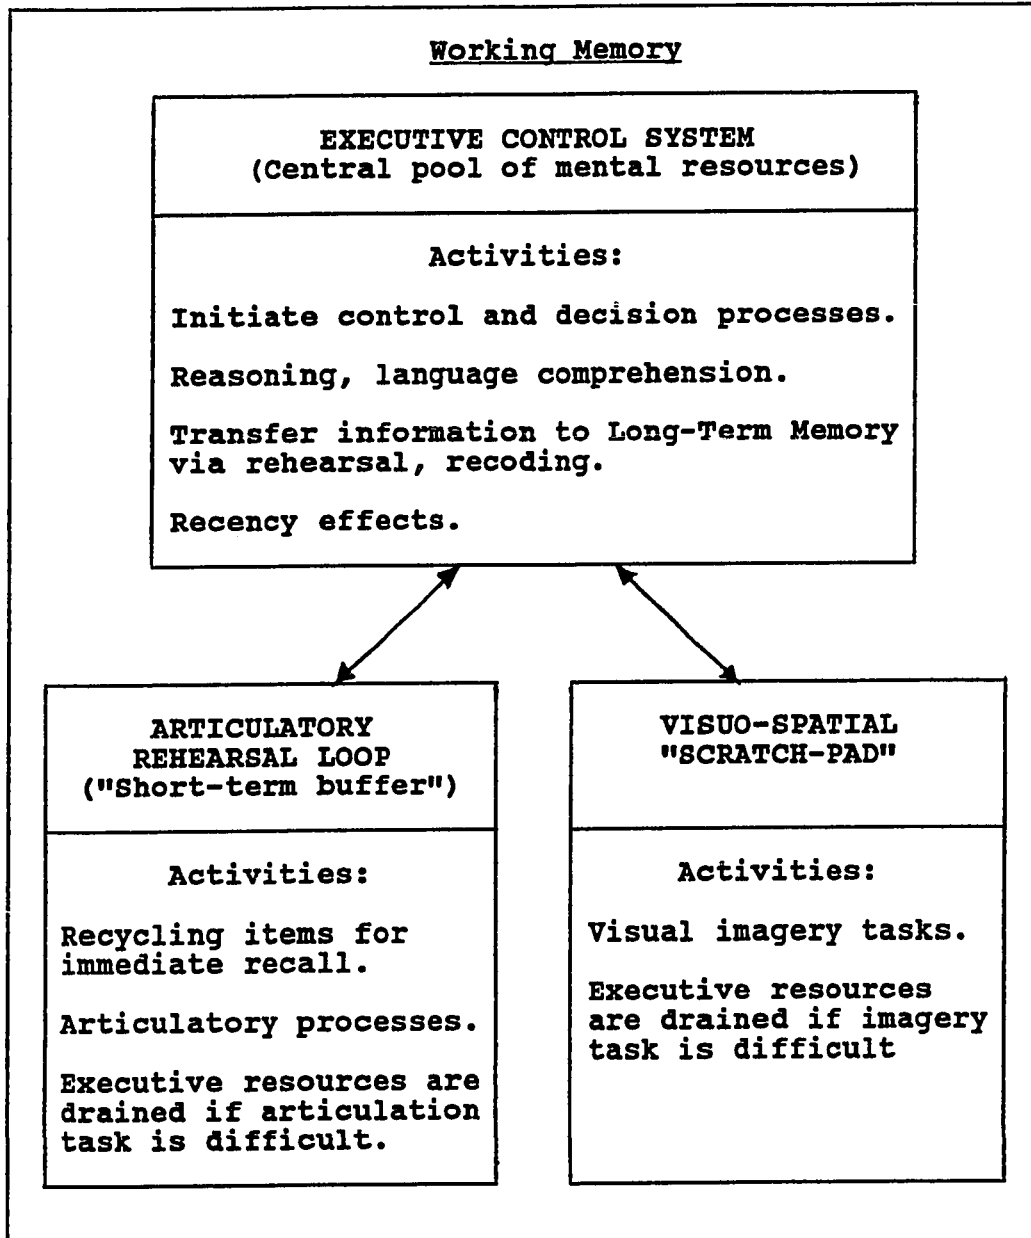 Working Memory
EXECUTIVE CONTROL SYSTEM
(Central pool of mental resources)
Activities:
Initiate control and decision processes.
Reasoning, language comprehension.
Transfer information to Long-Term Memory
via rehearsal, recoding.
Recency effects.
ARTICULATORY
REHEARSAL LOOP
("Short-term buffer")
Activities:
Recycling items for
immediate recall.
Articulatory processes.
Executive resources are
drained if articulation
task is difficult.
VISUO-SPATIAL
"SCRATCH-PAD"
Activities:
Visual imagery tasks.
Executive resources
are drained if imagery
task is difficult